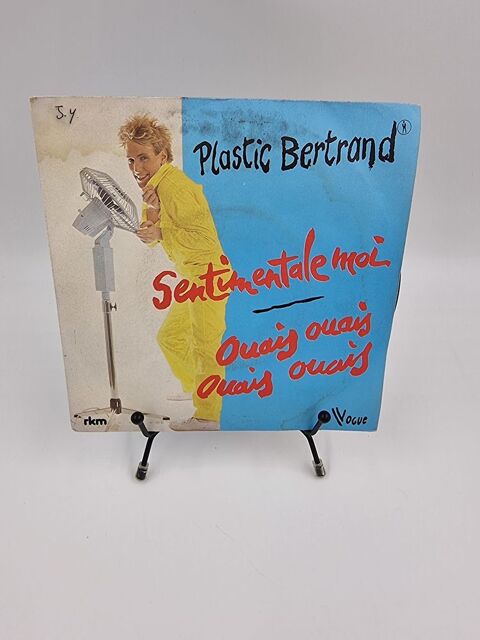 J.y
Plastic Bertrand
Sentimentale moi
Ouais ouais
ouais ouais
rkm
Vogue